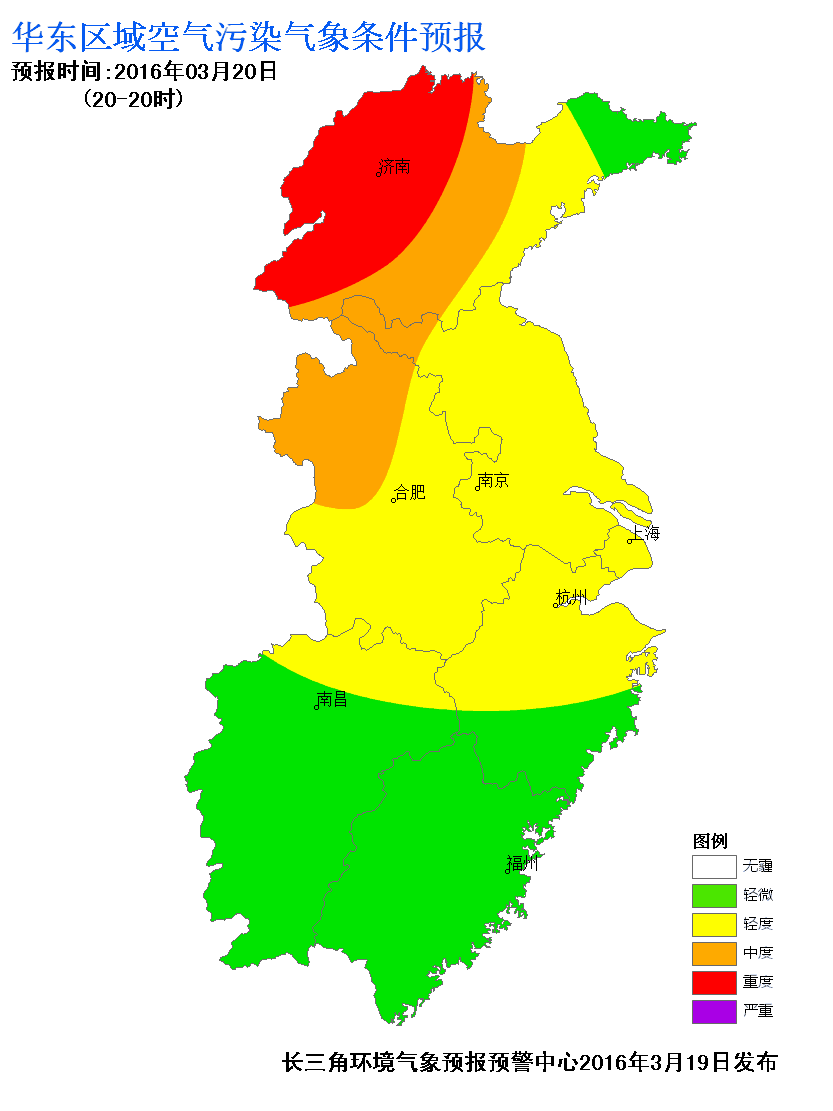 华东区域空气污染气象条件预报
预报时间:2016年03月20日
(20-20时)
济南
南京
合肥
上海
杭州
南昌
福州
图例
无霾
轻微
轻度
中度
重度
严重
长三角环境气象预报预警中心2016年3月19日发布